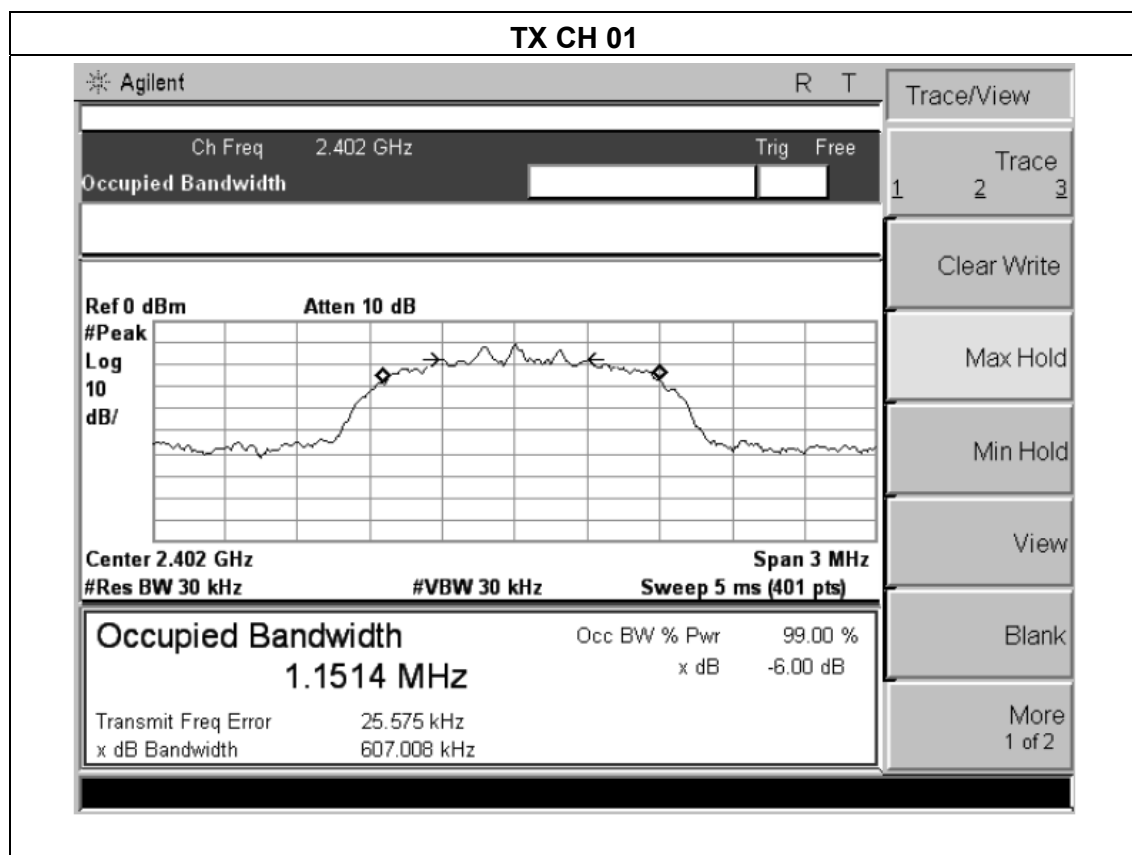 TX CH 01
Agilent R T
Trace/View
Ch Freq 2.402 GHz Trig Free
Occupied Bandwidth
Trace
1 2 3
Clear Write
Ref 0 dBm Atten 10 dB
#Peak
Log
10
dB/
Max Hold
Min Hold
View
Center 2.402 GHz Span 3 MHz
#Res BW 30 kHz #VBW 30 kHz Sweep 5 ms (401 pts)
Occupied Bandwidth Occ BW % Pwr 99.00 %
1.1514 MHz x dB -6.00 dB
Blank
Transmit Freq Error 25.575 kHz
x dB Bandwidth 607.008 kHz
More
1 of 2